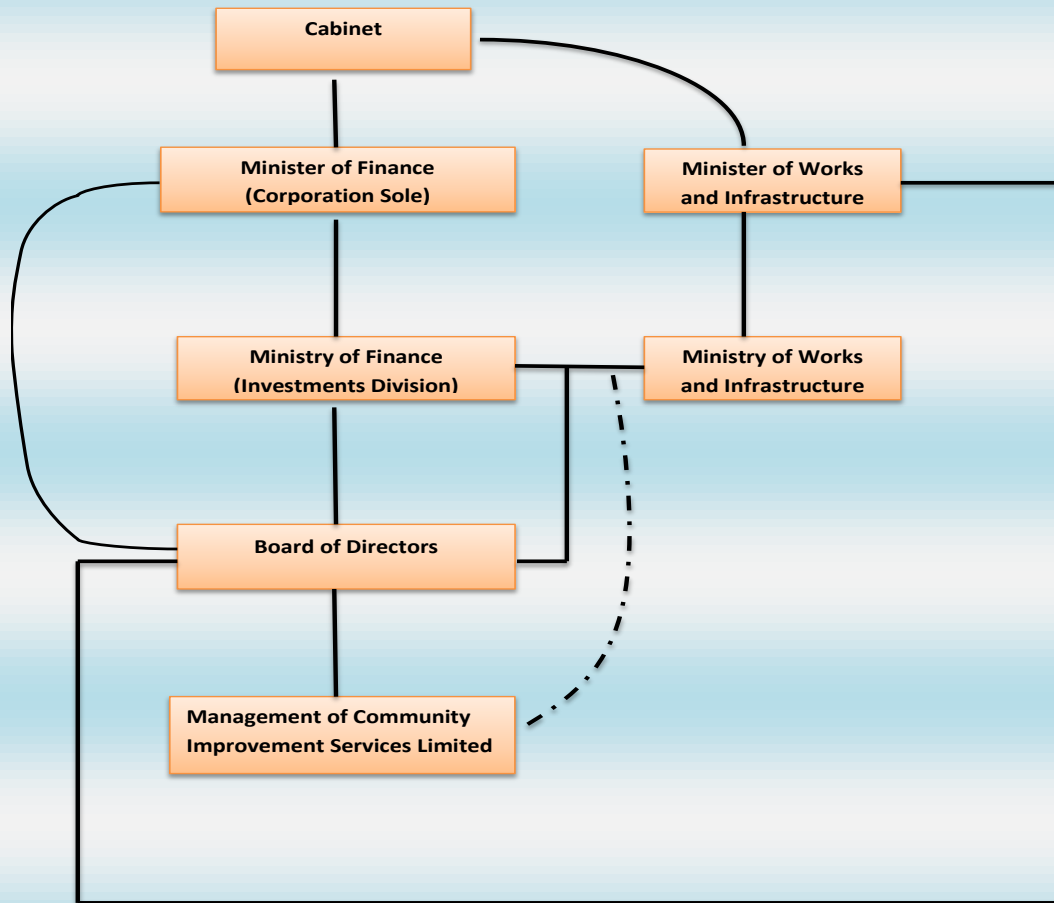 Cabinet
Minister of Finance
(Corporation Sole)
Minister of Works
and Infrastructure
Ministry of Finance
(Investments Division)
Ministry of Works
and Infrastructure
Board of Directors
Management of Community
Improvement Services Limited